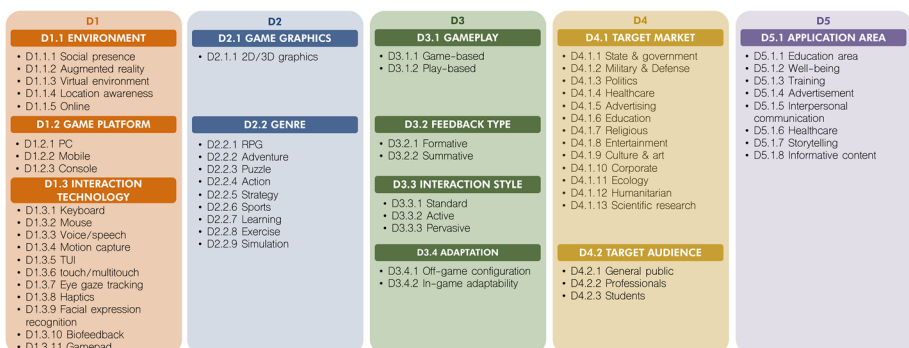 D1
D1.1 ENVIRONMENT
• D1.1.1 Social presence
• D1.1.2 Augmented reality
• D1.1.3 Virtual environment
• D1.1.4 Location awareness
• D1.1.5 Online
D1.2 GAME PLATFORM
• D1.2.1 PC
• D1.2.2 Mobile
• D1.2.3 Console
D1.3 INTERACTION
TECHNOLOGY
• D1.3.1 Keyboard
• D1.3.2 Mouse
• D1.3.3 Voice/speech
• D1.3.4 Motion capture
• D1.3.5 TUI
• D1.3.6 touch/multitouch
• D1.3.7 Eye gaze tracking
• D1.3.8 Haptics
• D1.3.9 Facial expression
recognition
• D1.3.10 Biofeedback
• D1.3.11 Gamepad
D2
D2.1 GAME GRAPHICS
• D2.1.1 2D/3D graphics
D2.2 GENRE
• D2.2.1 RPG
• D2.2.2 Adventure
• D2.2.3 Puzzle
• D2.2.4 Action
• D2.2.5 Strategy
• D2.2.6 Sports
• D2.2.7 Learning
• D2.2.8 Exercise
• D2.2.9 Simulation
D3
D3.1 GAMEPLAY
• D3.1.1 Game-based
• D3.1.2 Play-based
D3.2 FEEDBACK TYPE
• D3.2.1 Formative
• D3.2.2 Summative
D3.3 INTERACTION STYLE
• D3.3.1 Standard
• D3.3.2 Active
• D3.3.3 Pervasive
D3.4 ADAPTATION
• D3.4.1 Off-game configuration
• D3.4.2 In-game adaptability
D4
D4.1 TARGET MARKET
• D4.1.1 State & government
• D4.1.2 Military & Defense
• D4.1.3 Politics
• D4.1.4 Healthcare
• D4.1.5 Advertising
• D4.1.6 Education
• D4.1.7 Religious
• D4.1.8 Entertainment
• D4.1.9 Culture & art
• D4.1.10 Corporate
• D4.1.11 Ecology
• D4.1.12 Humanitarian
• D4.1.13 Scientific research
D4.2 TARGET AUDIENCE
• D4.2.1 General public
• D4.2.2 Professionals
• D4.2.3 Students
D5
D5.1 APPLICATION AREA
• D5.1.1 Education area
• D5.1.2 Well-being
• D5.1.3 Training
• D5.1.4 Advertisement
• D5.1.5 Interpersonal
communication
• D5.1.6 Healthcare
• D5.1.7 Storytelling
• D5.1.8 Informative content